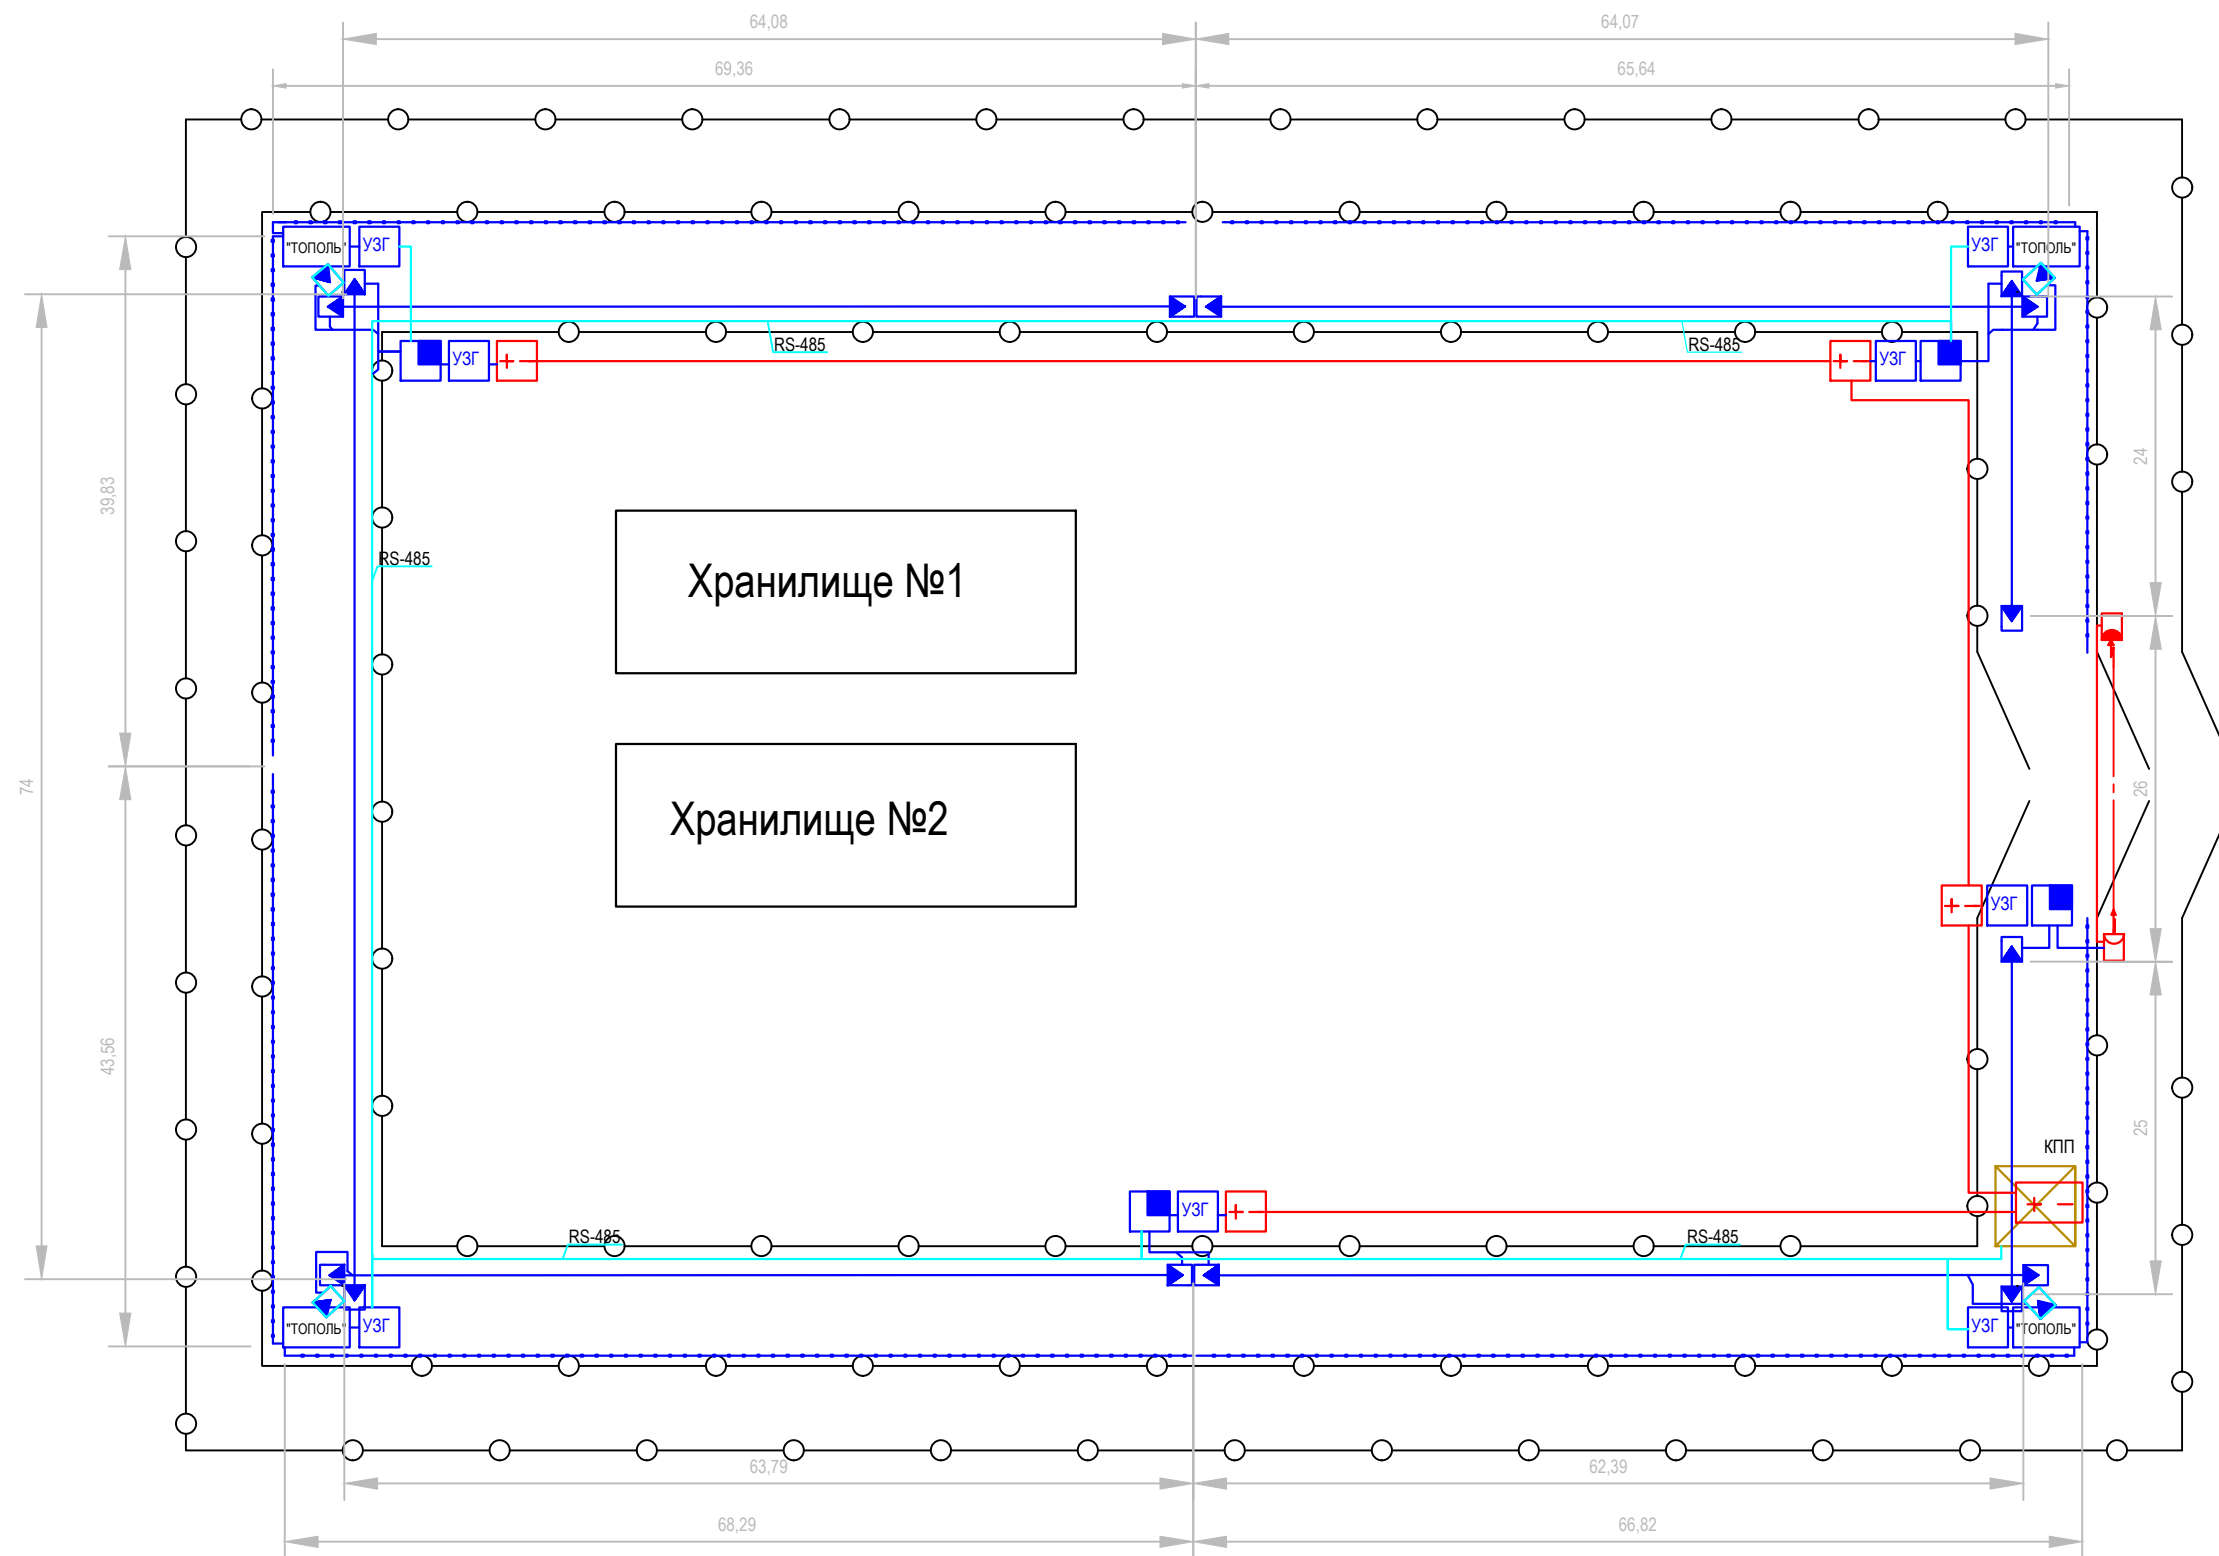 64,08
64,07
69,36
65,64
"ТОПОЛЬ"
УЗГ
УЗГ
"ТОПОЛЬ"
RS-485
RS-485
УЗГ
+ −
+ −
УЗГ
24
39,83
RS-485
Хранилище №1
74
26
Хранилище №2
+ −
УЗГ
43,56
25
КПП
УЗГ
+ −
+ −
RS-485
RS-485
"ТОПОЛЬ"
УЗГ
УЗГ
"ТОПОЛЬ"
63,79
62,39
68,29
66,82